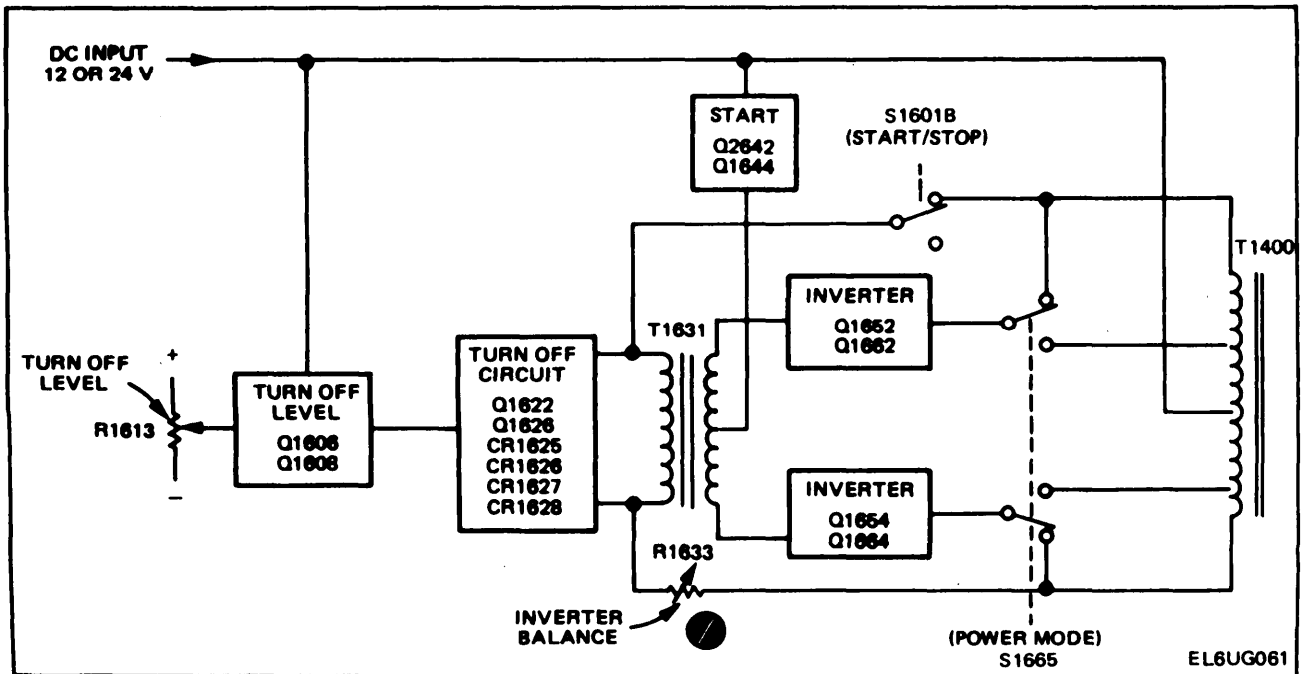 DC INPUT
12 OR 24 V
START
Q2642
Q1644
S1601B
(START/STOP)
T1400
INVERTER
Q1652
Q1662
T1631
TURN OFF
LEVEL
+
R1613
−
TURN OFF
LEVEL
Q1606
Q1608
TURN OFF
CIRCUIT
Q1622
Q1626
CR1625
CR1626
CR1627
CR1628
INVERTER
Q1654
Q1664
R1633
INVERTER
BALANCE
(POWER MODE)
S1665
EL6UG061